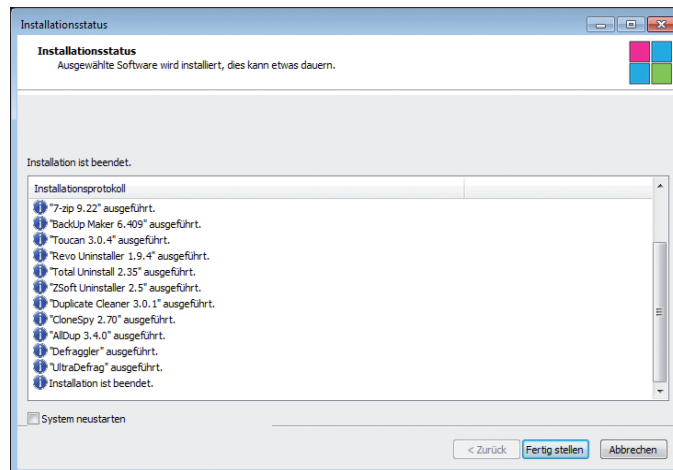 Installationsstatus
Installationsstatus
Ausgewählte Software wird installiert, dies kann etwas dauern.
Installation ist beendet.
Installationsprotokoll
"7-zip 9.22" ausgeführt.
"BackUp Maker 6.409" ausgeführt.
"Toucan 3.0.4" ausgeführt.
"Revo Uninstaller 1.9.4" ausgeführt.
"Total Uninstall 2.35" ausgeführt.
"ZSoft Uninstaller 2.5" ausgeführt.
"Duplicate Cleaner 3.0.1" ausgeführt.
"CloneSpy 2.70" ausgeführt.
"AllDup 3.4.0" ausgeführt.
"Defraggler" ausgeführt.
"UltraDefrag" ausgeführt.
Installation ist beendet.
System neustarten
< Zurück Fertig stellen Abbrechen